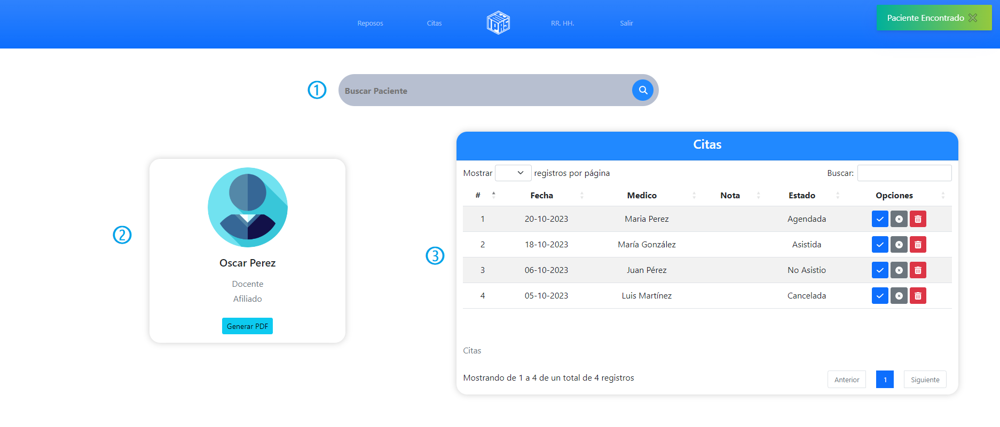 Reposos Citas RR. HH. Salir
Paciente Encontrado
1 Buscar Paciente
2
Oscar Perez
Docente
Afiliado
Generar PDF
3
Citas
Mostrar registros por página Buscar:
# Fecha Medico Nota Estado Opciones
1 20-10-2023 Maria Perez Agendada
2 18-10-2023 María González Asistida
3 06-10-2023 Juan Pérez No Asistio
4 05-10-2023 Luis Martínez Cancelada
Citas
Mostrando de 1 a 4 de un total de 4 registros
Anterior 1 Siguiente